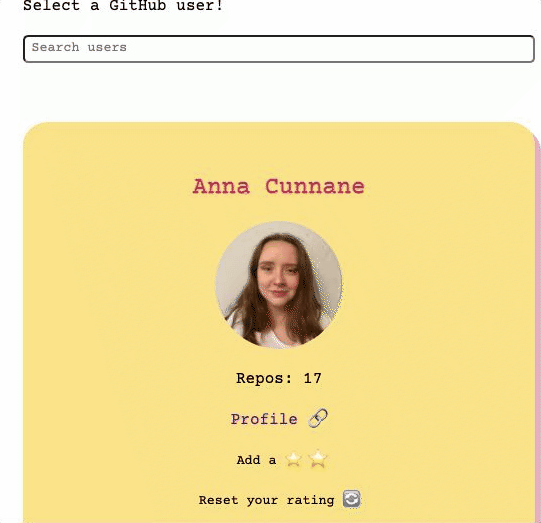 Select a GitHub user!
Search users
Anna Cunnane
Repos: 17
Profile 🔗
Add a ⭐ ⭐
Reset your rating 🔄